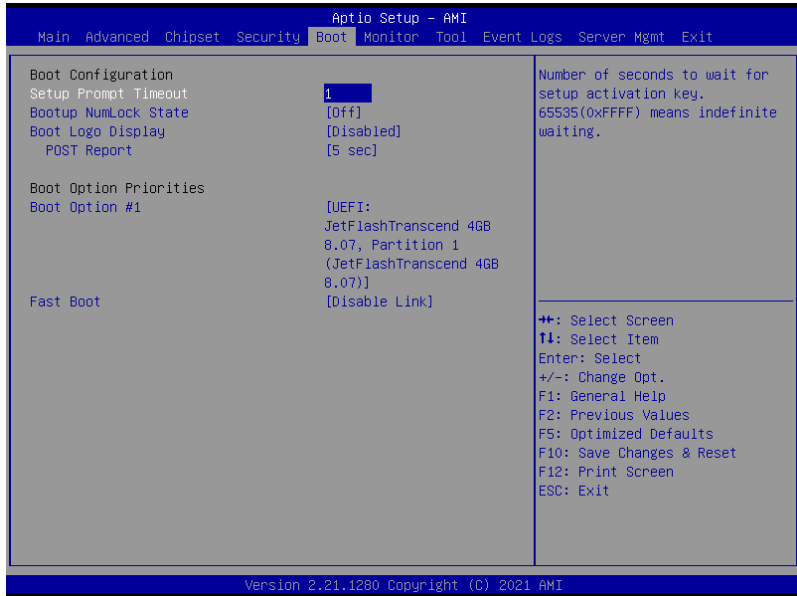 Aptio Setup - AMI
Main Advanced Chipset Security Boot Monitor Tool Event Logs Server Mgmt Exit
Boot Configuration
Setup Prompt Timeout 1
Bootup NumLock State [Off]
Boot Logo Display [Disabled]
POST Report [5 sec]
Boot Option Priorities
Boot Option #1 [UEFI:
JetFlashTranscend 4GB
8.07, Partition 1
(JetFlashTranscend 4GB
8.07)]
Fast Boot [Disable Link]
Number of seconds to wait for
setup activation key.
65535(0xFFFF) means indefinite
waiting.
→←: Select Screen
↑↓: Select Item
Enter: Select
+/-: Change Opt.
F1: General Help
F2: Previous Values
F5: Optimized Defaults
F10: Save Changes & Reset
F12: Print Screen
ESC: Exit
Version 2.21.1280 Copyright (C) 2021 AMI